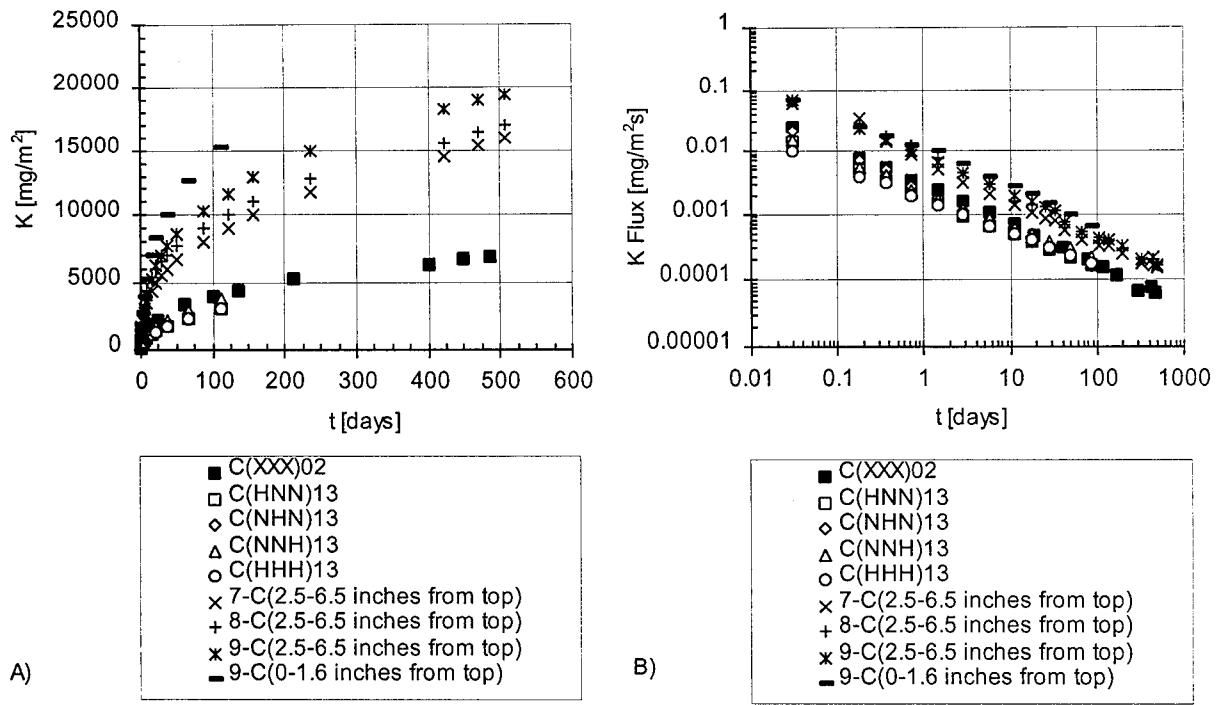 25000
20000
15000
10000
5000
0
K [mg/m²]
0 100 200 300 400 500 600
t [days]
C(XXX)02
C(HNN)13
C(NHN)13
C(NNH)13
C(HHH)13
7-C(2.5-6.5 inches from top)
8-C(2.5-6.5 inches from top)
9-C(2.5-6.5 inches from top)
9-C(0-1.6 inches from top)
A)
1
0.1
0.01
0.001
0.0001
0.00001
K Flux [mg/m²s]
0.01 0.1 1 10 100 1000
t [days]
C(XXX)02
C(HNN)13
C(NHN)13
C(NNH)13
C(HHH)13
7-C(2.5-6.5 inches from top)
8-C(2.5-6.5 inches from top)
9-C(2.5-6.5 inches from top)
9-C(0-1.6 inches from top)
B)